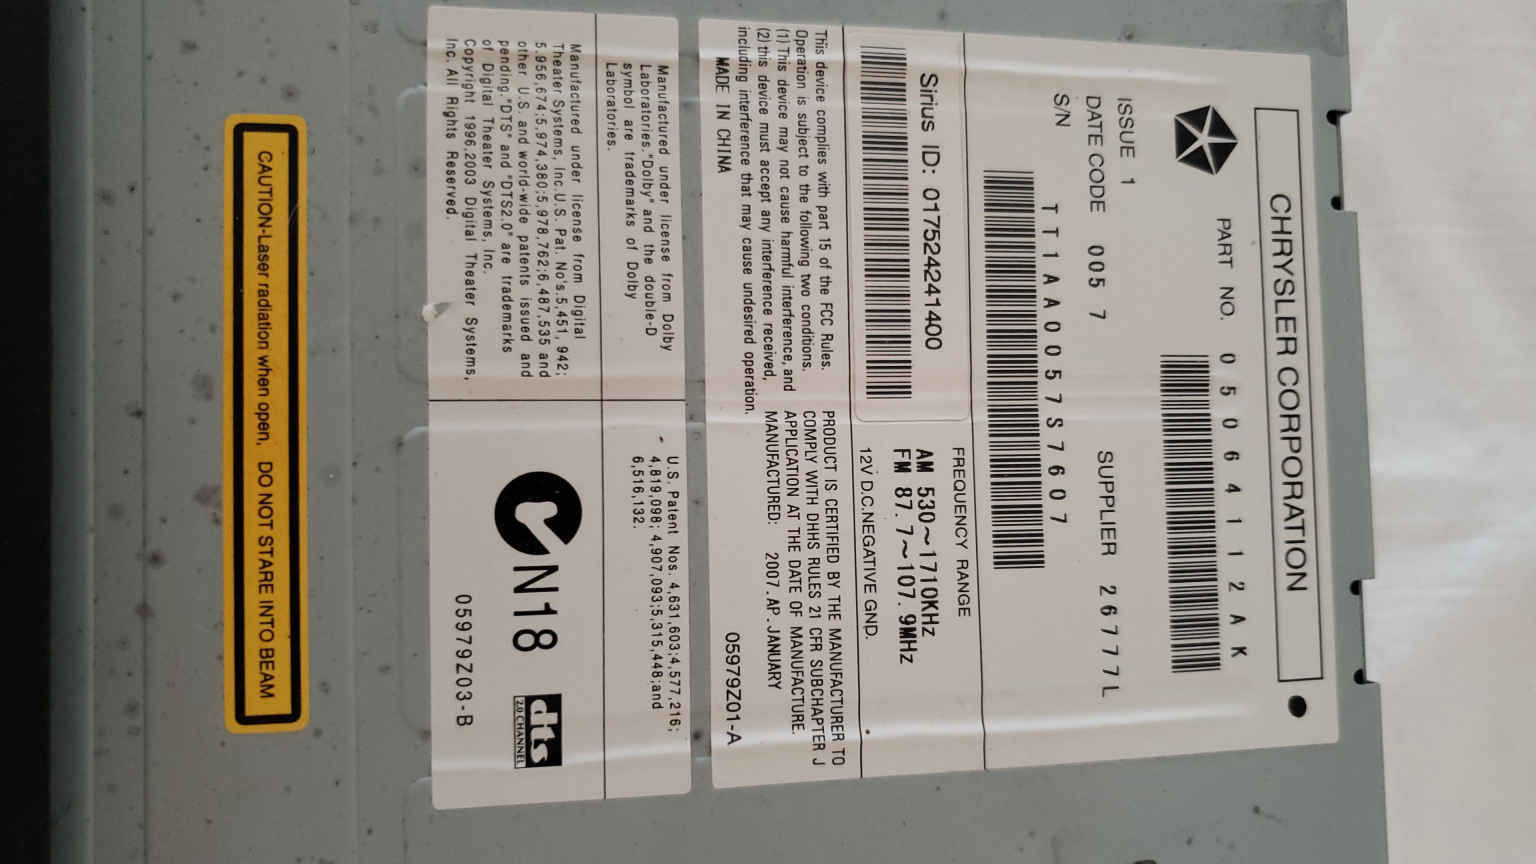 CHRYSLER CORPORATION
PART NO. 05064112AK
ISSUE 1
DATE CODE 005 7 SUPPLIER 26777L
S/N
TT1AA0057S7607
Sirius ID: 017524241400
FREQUENCY RANGE
AM 530~1710KHz
FM 87.7~107.9MHz
12V D.C.NEGATIVE GND.
This device complies with part 15 of the FCC Rules.
Operation is subject to the following two conditions.
(1) This device may not cause harmful interference, and
(2) this device must accept any interference received,
including interference that may cause undesired operation.
MADE IN CHINA
PRODUCT IS CERTIFIED BY THE MANUFACTURER TO
COMPLY WITH DHHS RULES 21 CFR SUBCHAPTER J
APPLICATION AT THE DATE OF MANUFACTURE.
MANUFACTURED: 2007.AP.JANUARY
05979Z01-A
Manufactured under license from Dolby
Laboratories."Dolby" and the double-D
symbol are trademarks of Dolby
Laboratories.
U.S. Patent Nos. 4,631,603;4,577,216;
4,819,098; 4,907,093;5,315,448;and
6,516,132.
Manufactured under license from Digital
Theater Systems, Inc.U.S. Pat. No's.5,451,942;
5,956,674;5,974,380;5,978,762;6,487,535 and
other U.S. and world-wide patents issued and
pending."DTS" and "DTS2.0" are trademarks
of Digital Theater Systems, Inc.
Copyright 1996,2003 Digital Theater Systems,
Inc. All Rights Reserved.
N18
dts
2.0 CHANNEL
05979Z03-B
CAUTION-Laser radiation when open, DO NOT STARE INTO BEAM